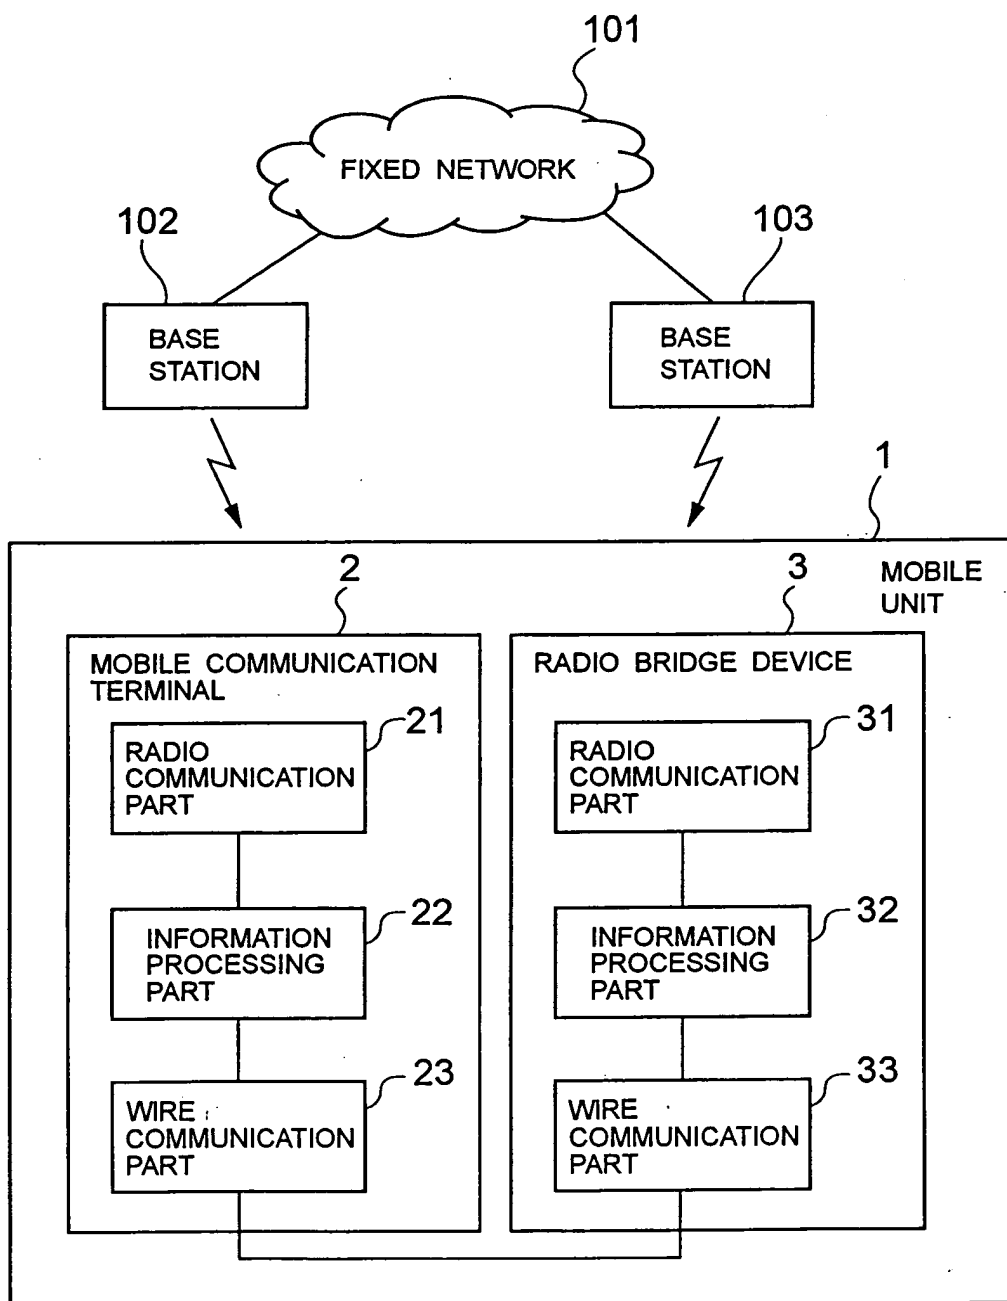 101
FIXED NETWORK
102
103
BASE
STATION
BASE
STATION
1
MOBILE
UNIT
2
3
MOBILE COMMUNICATION
TERMINAL
RADIO BRIDGE DEVICE
21
RADIO
COMMUNICATION
PART
31
RADIO
COMMUNICATION
PART
22
INFORMATION
PROCESSING
PART
32
INFORMATION
PROCESSING
PART
23
WIRE
COMMUNICATION
PART
33
WIRE
COMMUNICATION
PART